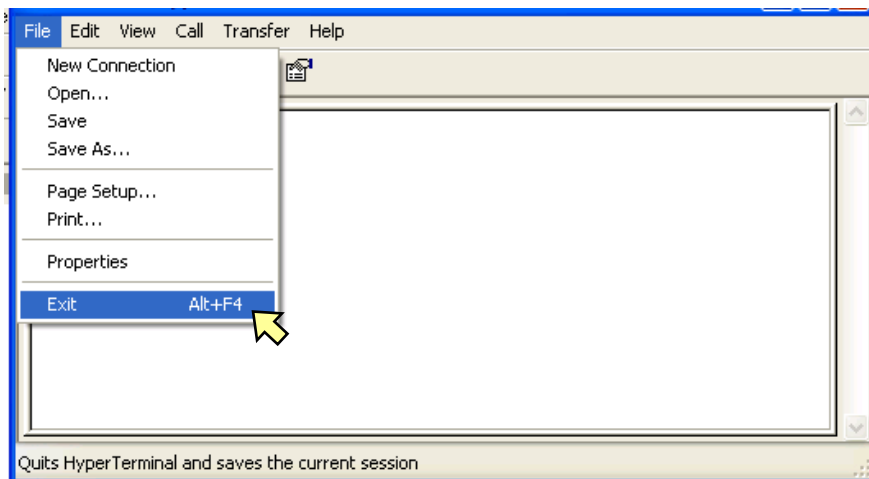 File Edit View Call Transfer Help
New Connection
Open...
Save
Save As...
Page Setup...
Print...
Properties
Exit Alt+F4
Quits HyperTerminal and saves the current session